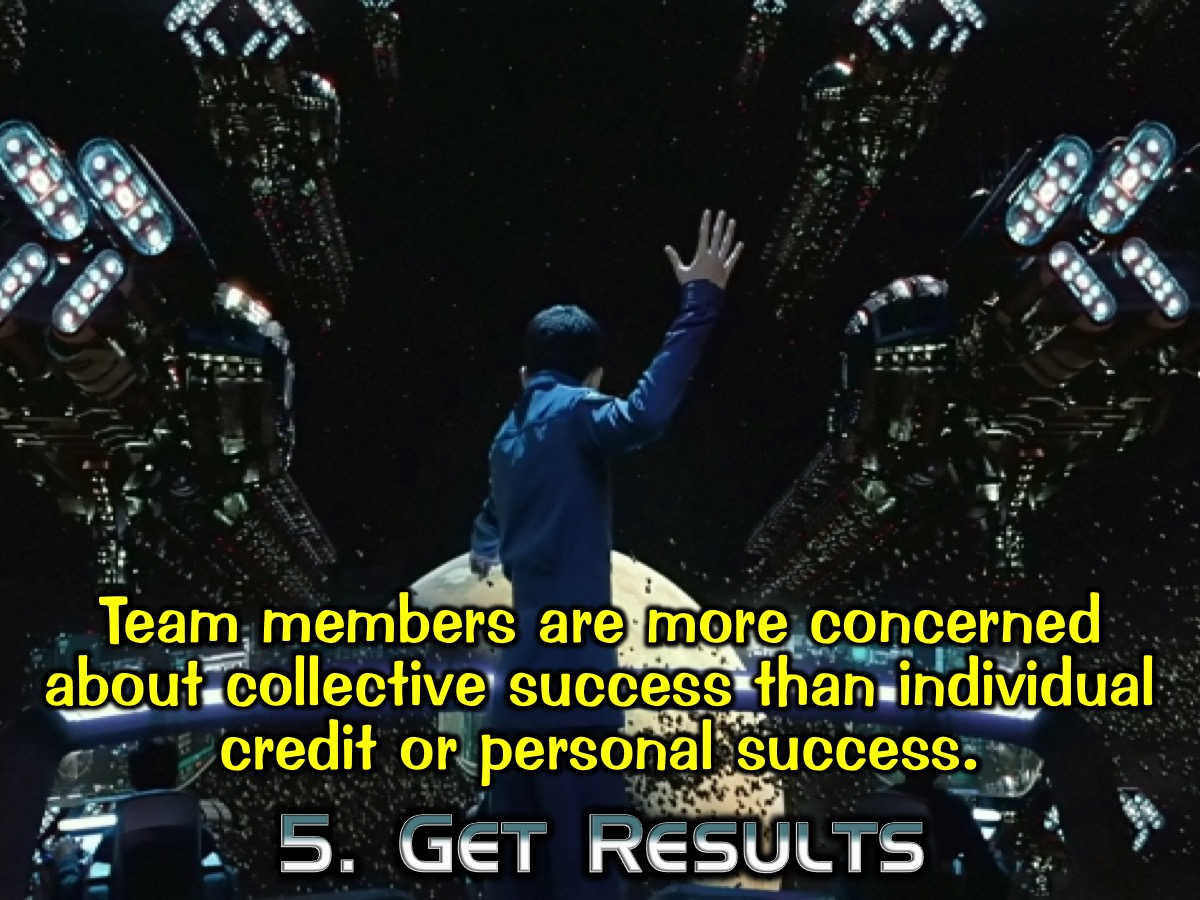 Team members are more concerned
about collective success than individual
credit or personal success.
5. Get Results